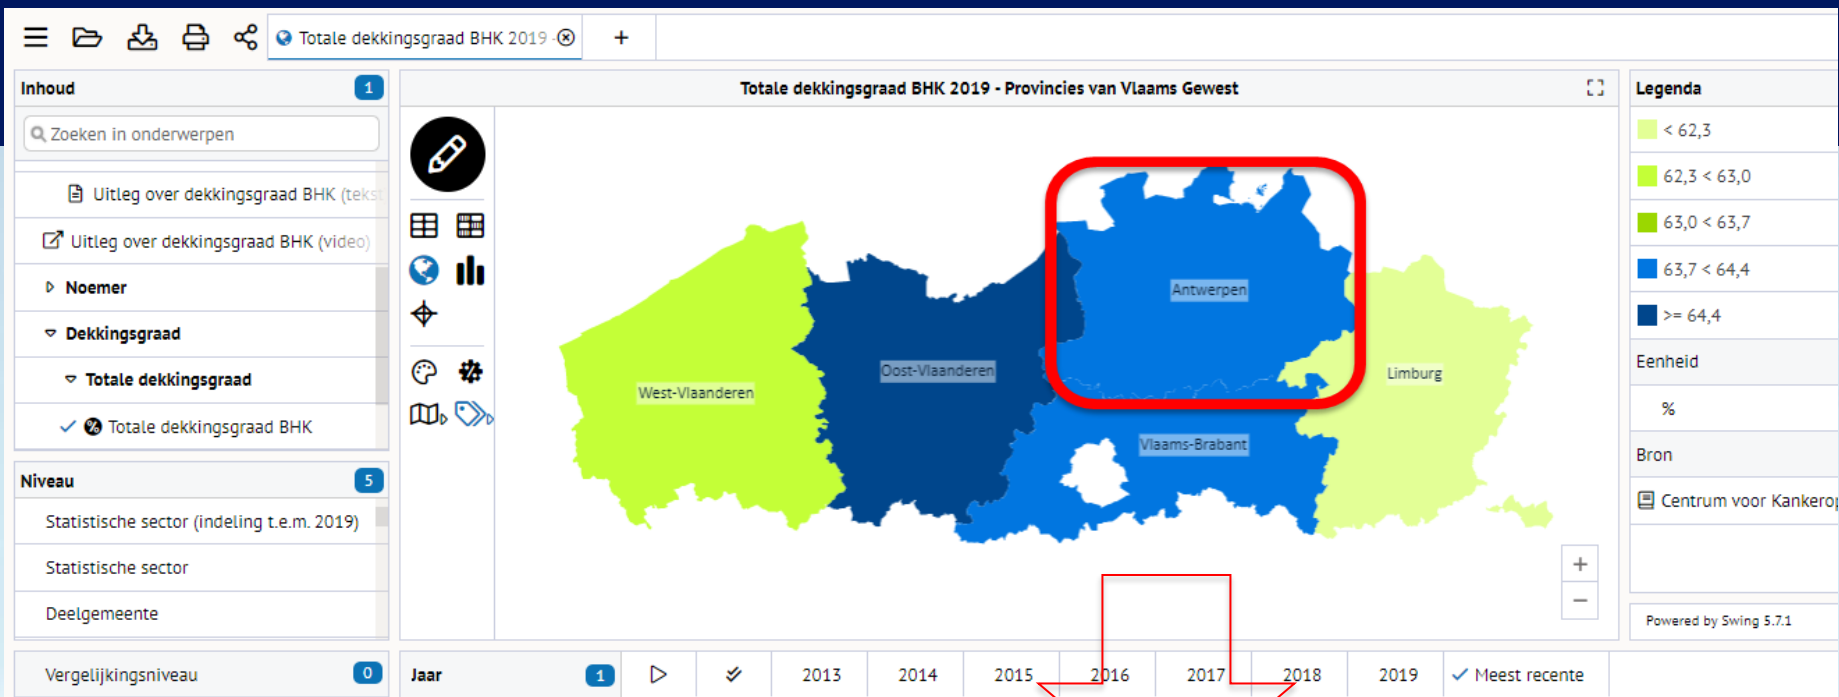 Totale dekkingsgraad BHK 2019 -
+
Inhoud 1
Zoeken in onderwerpen
Uitleg over dekkingsgraad BHK (tekst
Uitleg over dekkingsgraad BHK (video)
Noemer
Dekkingsgraad
Totale dekkingsgraad
Totale dekkingsgraad BHK
Niveau 5
Statistische sector (indeling t.e.m. 2019)
Statistische sector
Deelgemeente
Vergelijkingsniveau 0
Totale dekkingsgraad BHK 2019 - Provincies van Vlaams Gewest
West-Vlaanderen
Oost-Vlaanderen
Antwerpen
Vlaams-Brabant
Limburg
+
−
Jaar 1 2013 2014 2015 2016 2017 2018 2019 Meest recente
Legenda
< 62,3
62,3 < 63,0
63,0 < 63,7
63,7 < 64,4
>= 64,4
Eenheid
%
Bron
Centrum voor Kankerop
Powered by Swing 5.7.1